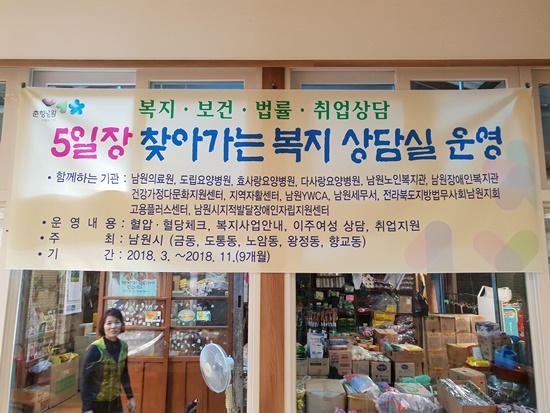 춘향남원
복지·보건·법률·취업상담
5일장 찾아가는 복지 상담실 운영
• 함께하는 기관 : 남원의료원, 도립요양병원, 효사랑요양병원, 다사랑요양병원, 남원노인복지관, 남원장애인복지관
건강가정다문화지원센터, 지역자활센터, 남원YWCA, 남원세무서, 전라북도지방법무사회남원지회
고용플러스센터, 남원시지적발달장애인자립지원센터
• 운 영 내 용 : 혈압·혈당체크, 복지사업안내, 이주여성 상담, 취업지원
• 주 최 : 남원시 (금동, 도통동, 노암동, 왕정동, 향교동)
• 기 간 : 2018. 3. ~2018. 11.(9개월)